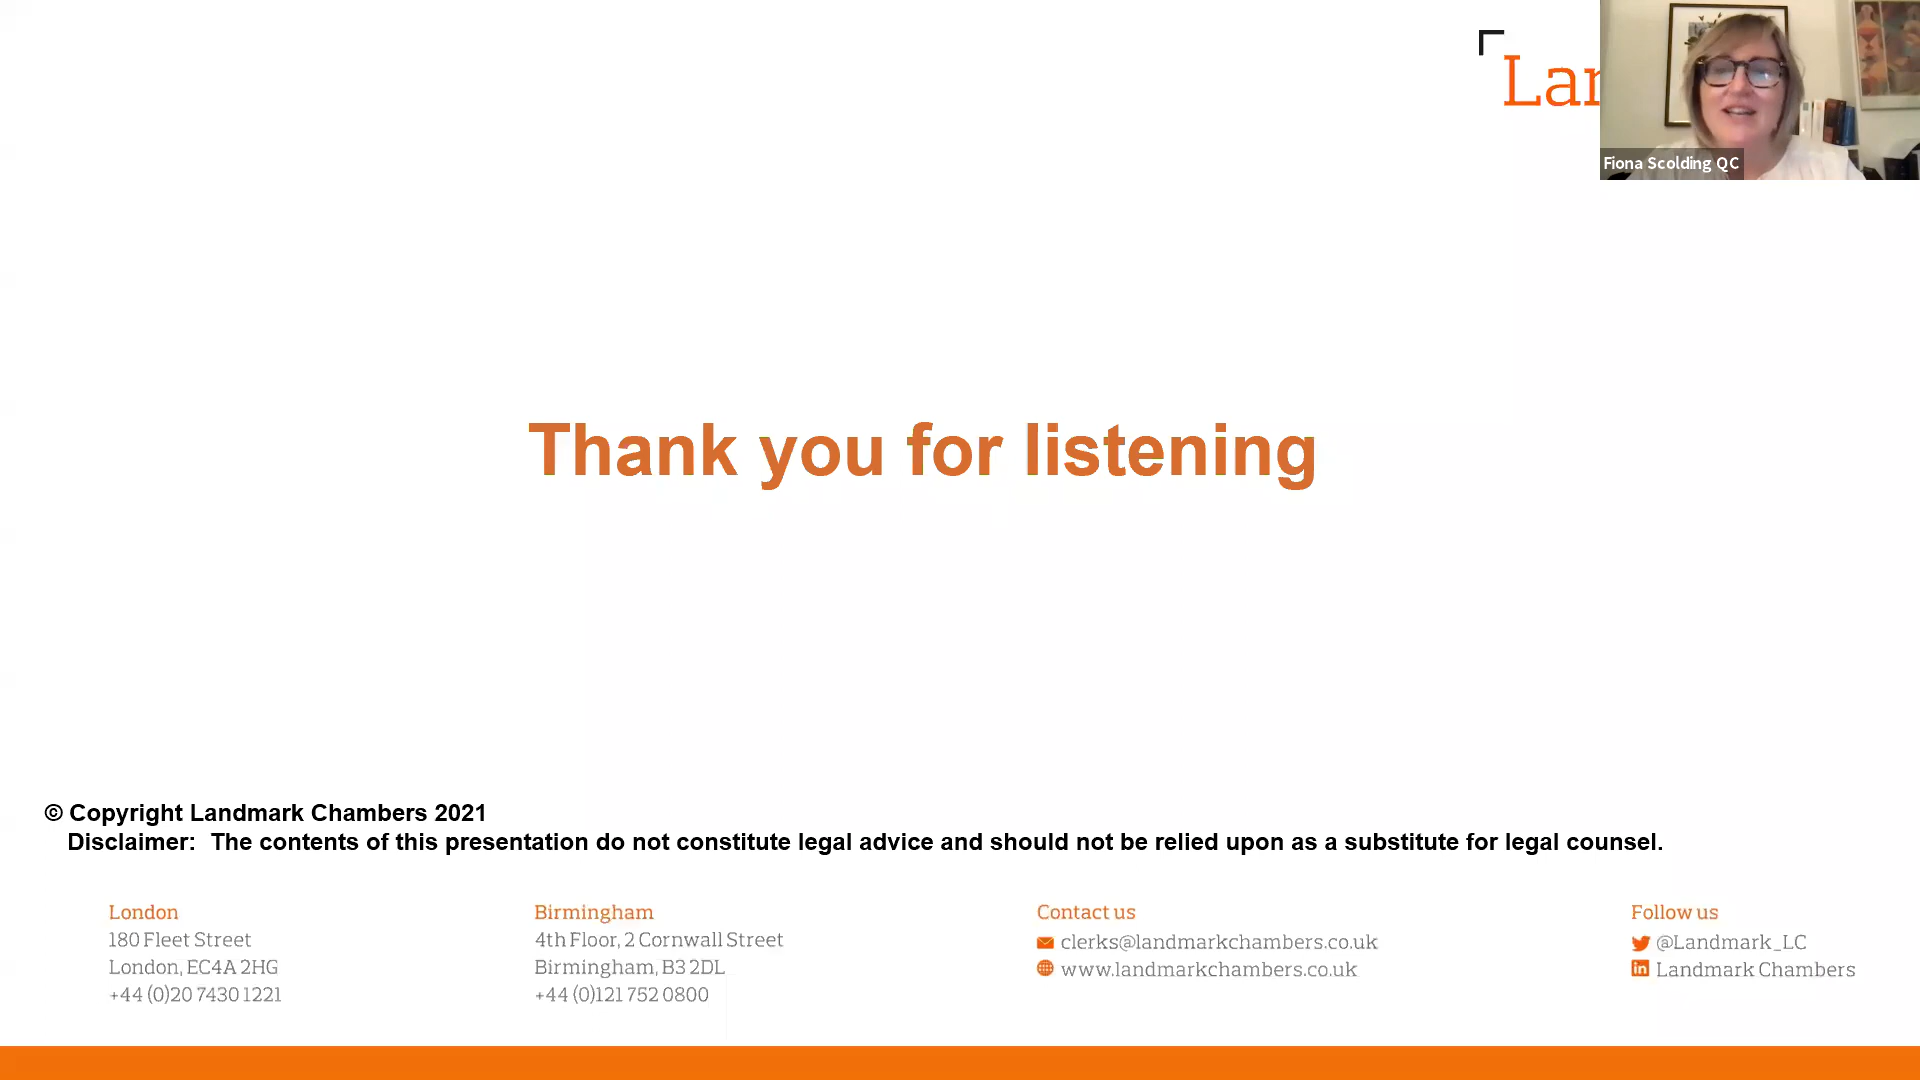 Lan
Fiona Scolding QC
Thank you for listening
© Copyright Landmark Chambers 2021
Disclaimer: The contents of this presentation do not constitute legal advice and should not be relied upon as a substitute for legal counsel.
London
180 Fleet Street
London, EC4A 2HG
+44 (0)20 7430 1221
Birmingham
4th Floor, 2 Cornwall Street
Birmingham, B3 2DL
+44 (0)121 752 0800
Contact us
clerks@landmarkchambers.co.uk
www.landmarkchambers.co.uk
Follow us
@Landmark_LC
in Landmark Chambers